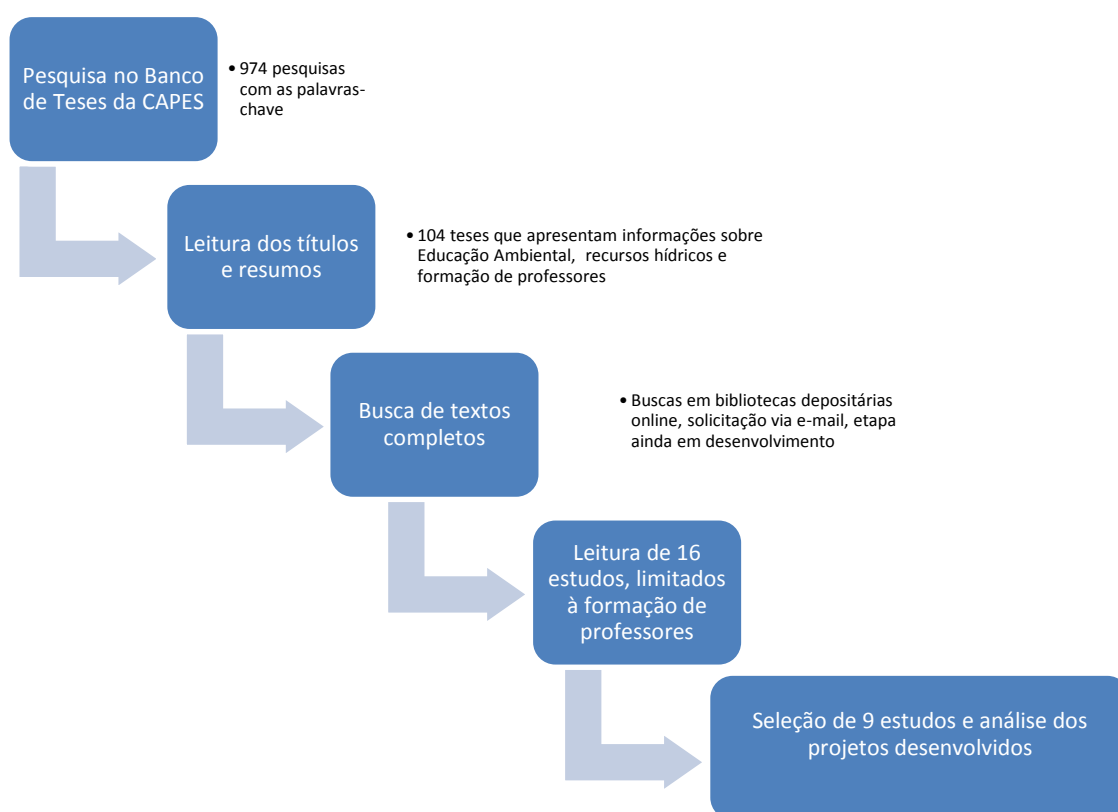 Pesquisa no Banco
de Teses da CAPES
• 974 pesquisas
com as palavras-
chave
Leitura dos títulos
e resumos
• 104 teses que apresentam informações sobre
Educação Ambiental, recursos hídricos e
formação de professores
Busca de textos
completos
• Buscas em bibliotecas depositárias
online, solicitação via e-mail, etapa
ainda em desenvolvimento
Leitura de 16
estudos, limitados
à formação de
professores
Seleção de 9 estudos e análise dos
projetos desenvolvidos